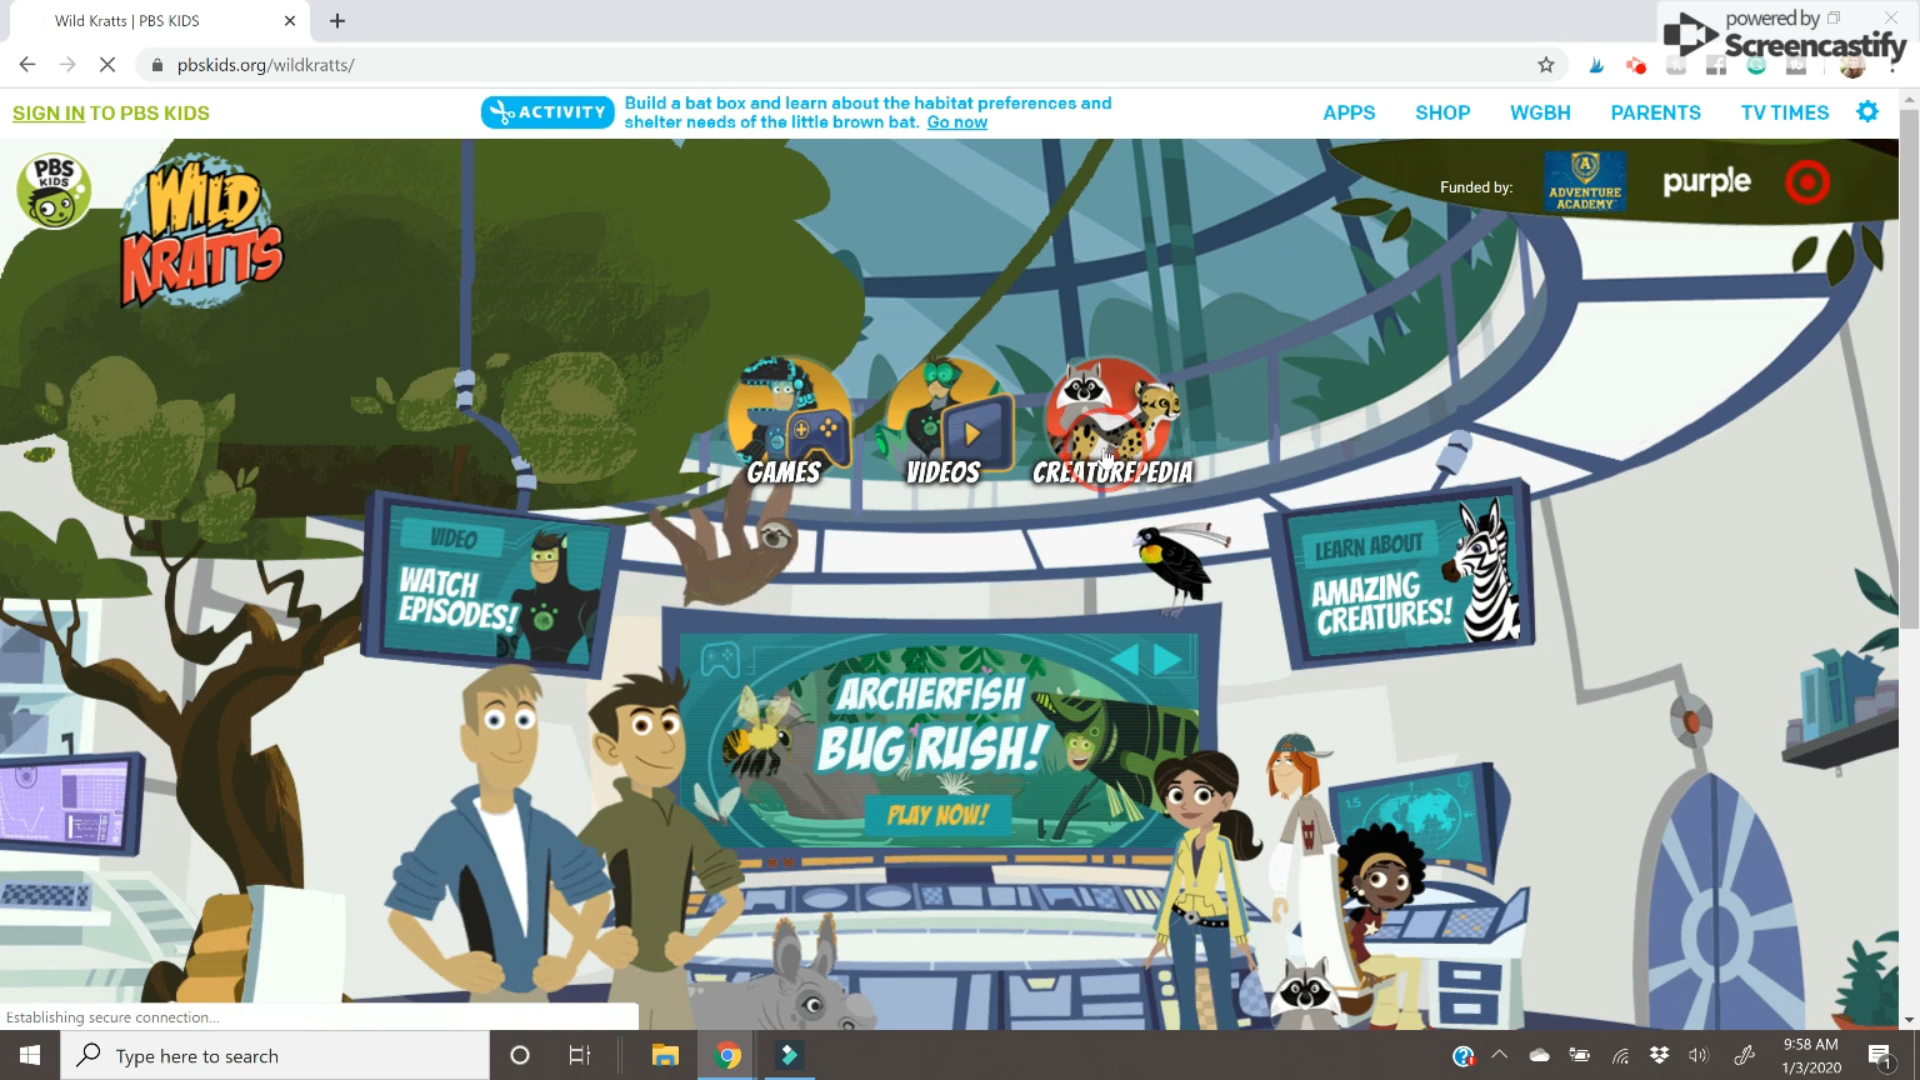 Wild Kratts | PBS KIDS
powered by
Screencastify
pbskids.org/wildkratts/
SIGN IN TO PBS KIDS
ACTIVITY
Build a bat box and learn about the habitat preferences and
shelter needs of the little brown bat. Go now
APPS
SHOP
WGBH
PARENTS
TV TIMES
PBS
KIDS
WILD
KRATTS
Funded by:
A
ADVENTURE
ACADEMY
purple
GAMES
VIDEOS
CREATUREPEDIA
VIDEO
WATCH
EPISODES!
LEARN ABOUT
AMAZING
CREATURES!
ARCHERFISH
BUG RUSH!
PLAY NOW!
1.5
Establishing secure connection...
Type here to search
9:58 AM
1/3/2020
1